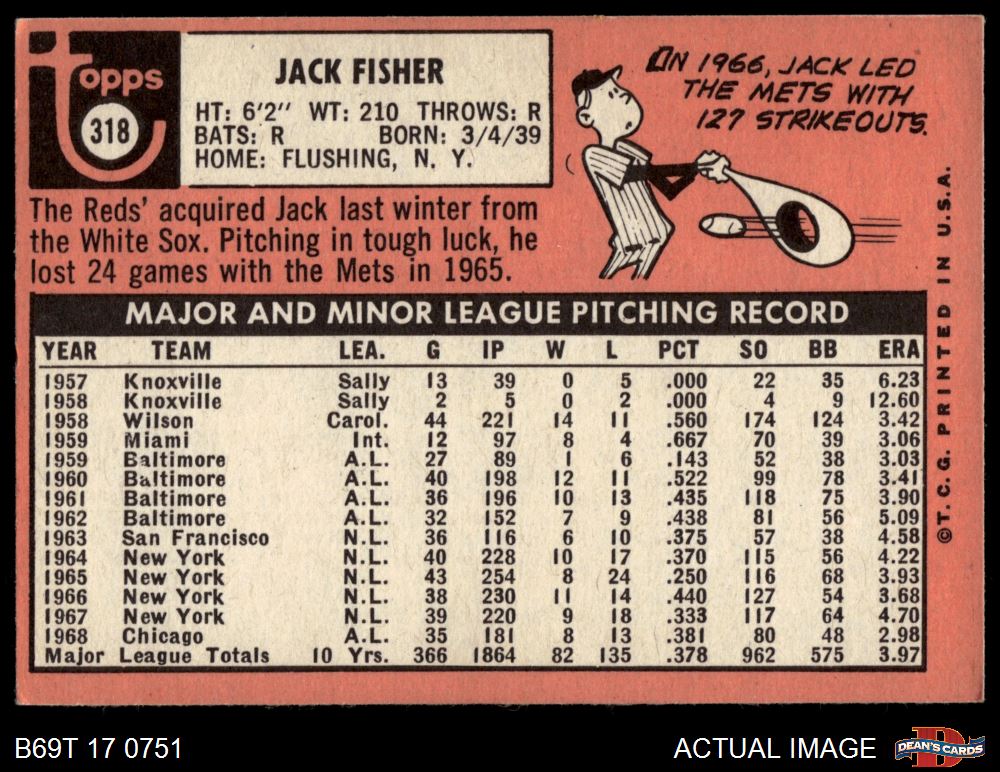 Topps
318
JACK FISHER
HT: 6'2" WT: 210 THROWS: R
BATS: R BORN: 3/4/39
HOME: FLUSHING, N. Y.
The Reds' acquired Jack last winter from
the White Sox. Pitching in tough luck, he
lost 24 games with the Mets in 1965.
IN 1966, JACK LED
THE METS WITH
127 STRIKEOUTS.
MAJOR AND MINOR LEAGUE PITCHING RECORD
YEAR TEAM LEA. G IP W L PCT SO BB ERA
1957 Knoxville Sally 13 39 0 5 .000 22 35 6.23
1958 Knoxville Sally 2 5 0 2 .000 4 9 12.60
1958 Wilson Carol. 44 221 14 11 .560 174 124 3.42
1959 Miami Int. 12 97 8 4 .667 70 39 3.06
1959 Baltimore A.L. 27 89 1 6 .143 52 38 3.03
1960 Baltimore A.L. 40 198 12 11 .522 99 78 3.41
1961 Baltimore A.L. 36 196 10 13 .435 118 75 3.90
1962 Baltimore A.L. 32 152 7 9 .438 81 56 5.09
1963 San Francisco N.L. 36 116 6 10 .375 57 38 4.58
1964 New York N.L. 40 228 10 17 .370 115 56 4.22
1965 New York N.L. 43 254 8 24 .250 116 68 3.93
1966 New York N.L. 38 230 11 14 .440 127 54 3.68
1967 New York N.L. 39 220 9 18 .333 117 64 4.70
1968 Chicago A.L. 35 181 8 13 .381 80 48 2.98
Major League Totals 10 Yrs. 366 1864 82 135 .378 962 575 3.97
© T. C. G. PRINTED IN U. S. A.
B69T 17 0751
ACTUAL IMAGE
D
DEAN'S CARDS